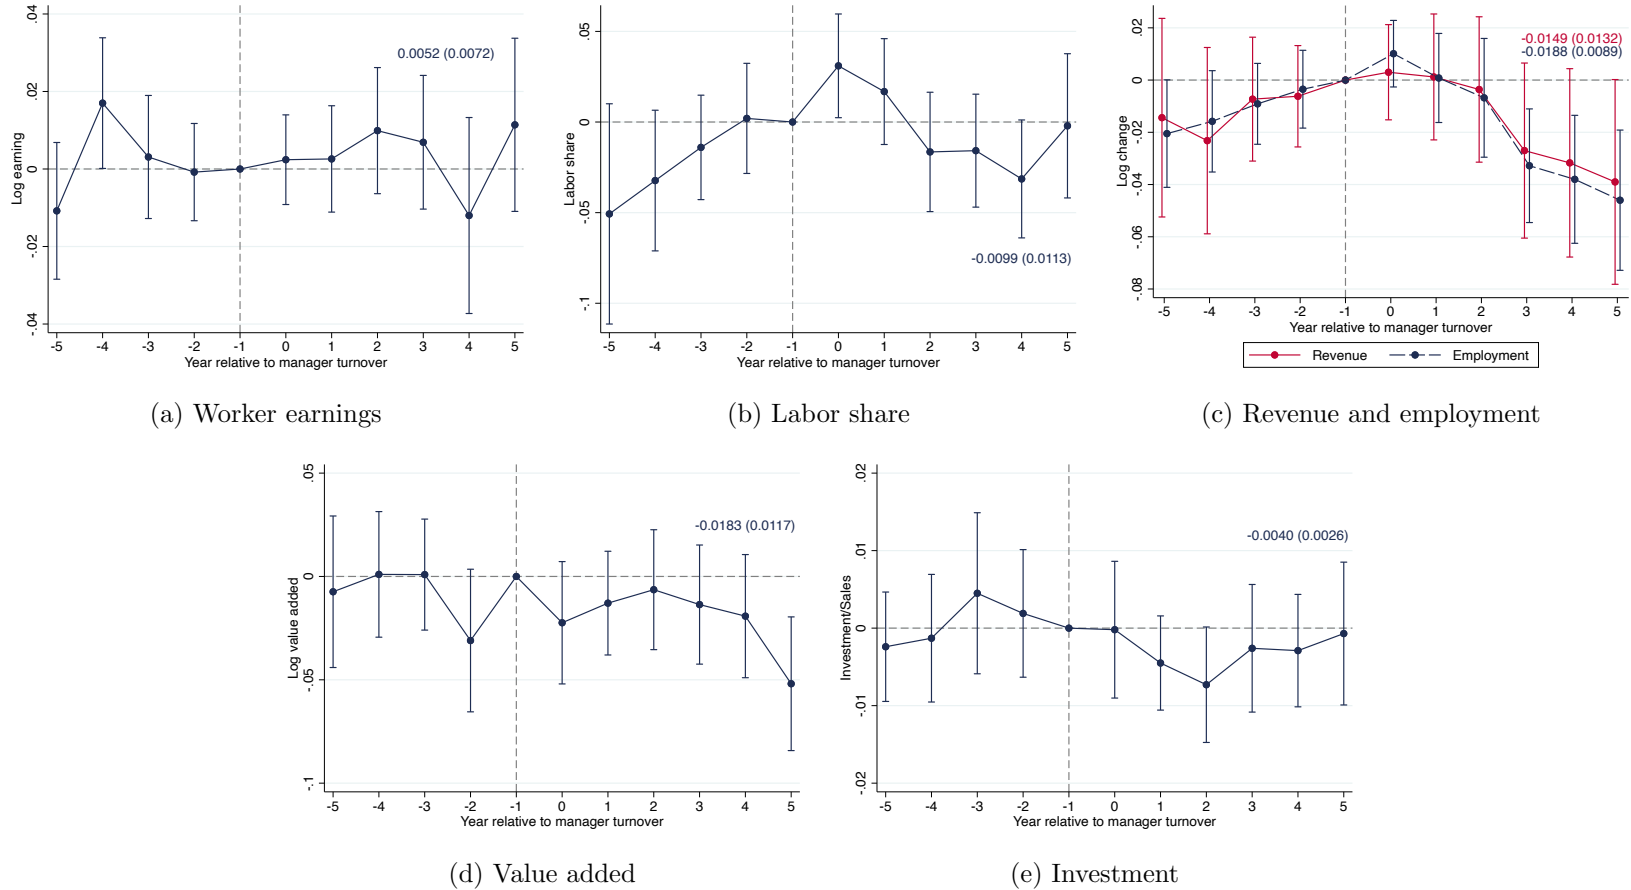 Log earning
.04
.02
0
-.02
-.04
0.0052 (0.0072)
-5 -4 -3 -2 -1 0 1 2 3 4 5
Year relative to manager turnover
(a) Worker earnings
Labor share
.05
0
-.05
-.1
-0.0099 (0.0113)
-5 -4 -3 -2 -1 0 1 2 3 4 5
Year relative to manager turnover
(b) Labor share
Log change
.02
0
-.02
-.04
-.06
-.08
-0.0149 (0.0132)
-0.0188 (0.0089)
-5 -4 -3 -2 -1 0 1 2 3 4 5
Year relative to manager turnover
Revenue Employment
(c) Revenue and employment
Log value added
.05
0
-.05
-.1
-0.0183 (0.0117)
-5 -4 -3 -2 -1 0 1 2 3 4 5
Year relative to manager turnover
(d) Value added
Investment/Sales
.02
.01
0
-.01
-.02
-0.0040 (0.0026)
-5 -4 -3 -2 -1 0 1 2 3 4 5
Year relative to manager turnover
(e) Investment